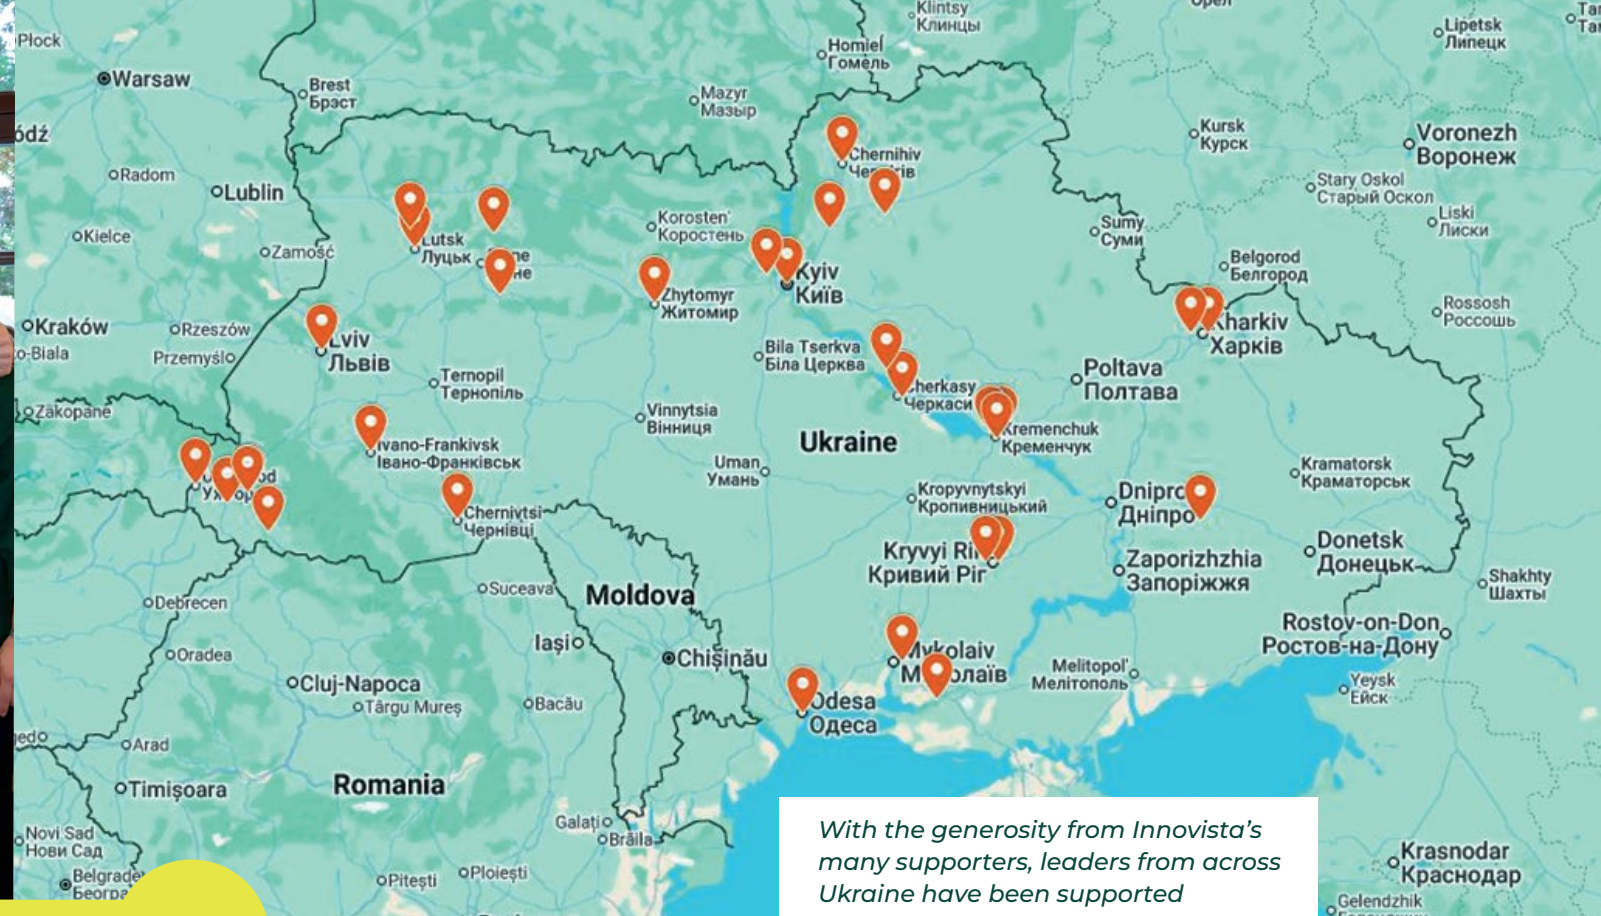 Klintsy
Клинцы
Lipetsk
Липецк
Płock
Homieĺ
Гомель
Warsaw
Brest
Брэст
Mazyr
Мазыр
Kursk
Курск
Voronezh
Воронеж
Chernihiv
Radom
Lublin
Stary Oskol
Старый Оскол
Korosten'
Коростень
Sumy
Суми
Liski
Лиски
Kielce
Zamość
Lutsk
Луцьк
Belgorod
Белгород
Kyiv
Київ
Zhytomyr
Житомир
Rossosh
Россошь
Kraków
Rzeszów
Przemyśl
Lviv
Львів
Kharkiv
Харків
Bila Tserkva
Біла Церква
Poltava
Полтава
Ternopil
Тернопіль
Cherkasy
Черкаси
Zakopane
Vinnytsia
Вінниця
Kremenchuk
Кременчук
Ukraine
Ivano-Frankivsk
Івано-Франківськ
Uman
Умань
Kramatorsk
Краматорськ
Kropyvnytskyi
Кропивницький
Dnipro
Дніпро
Chernivtsi
Чернівці
Kryvyi
Кривий Ріг
Donetsk
Донецьк
Zaporizhzhia
Запоріжжя
Shakhty
Шахты
Debrecen
Suceava
Moldova
Rostov-on-Don
Ростов-на-Дону
Iași
Chișinău
Oradea
Mykolaiv
Melitopol'
Мелітополь
Cluj-Napoca
Târgu Mureș
Bacău
Odesa
Одеса
Yeysk
Ейск
Arad
Timișoara
Romania
Galați
Brăila
Novi Sad
Нови Сад
Belgrade
Ploiești
Pitești
Krasnodar
Краснодар
Gelendzhik
With the generosity from Innovista’s
many supporters, leaders from across
Ukraine have been supported